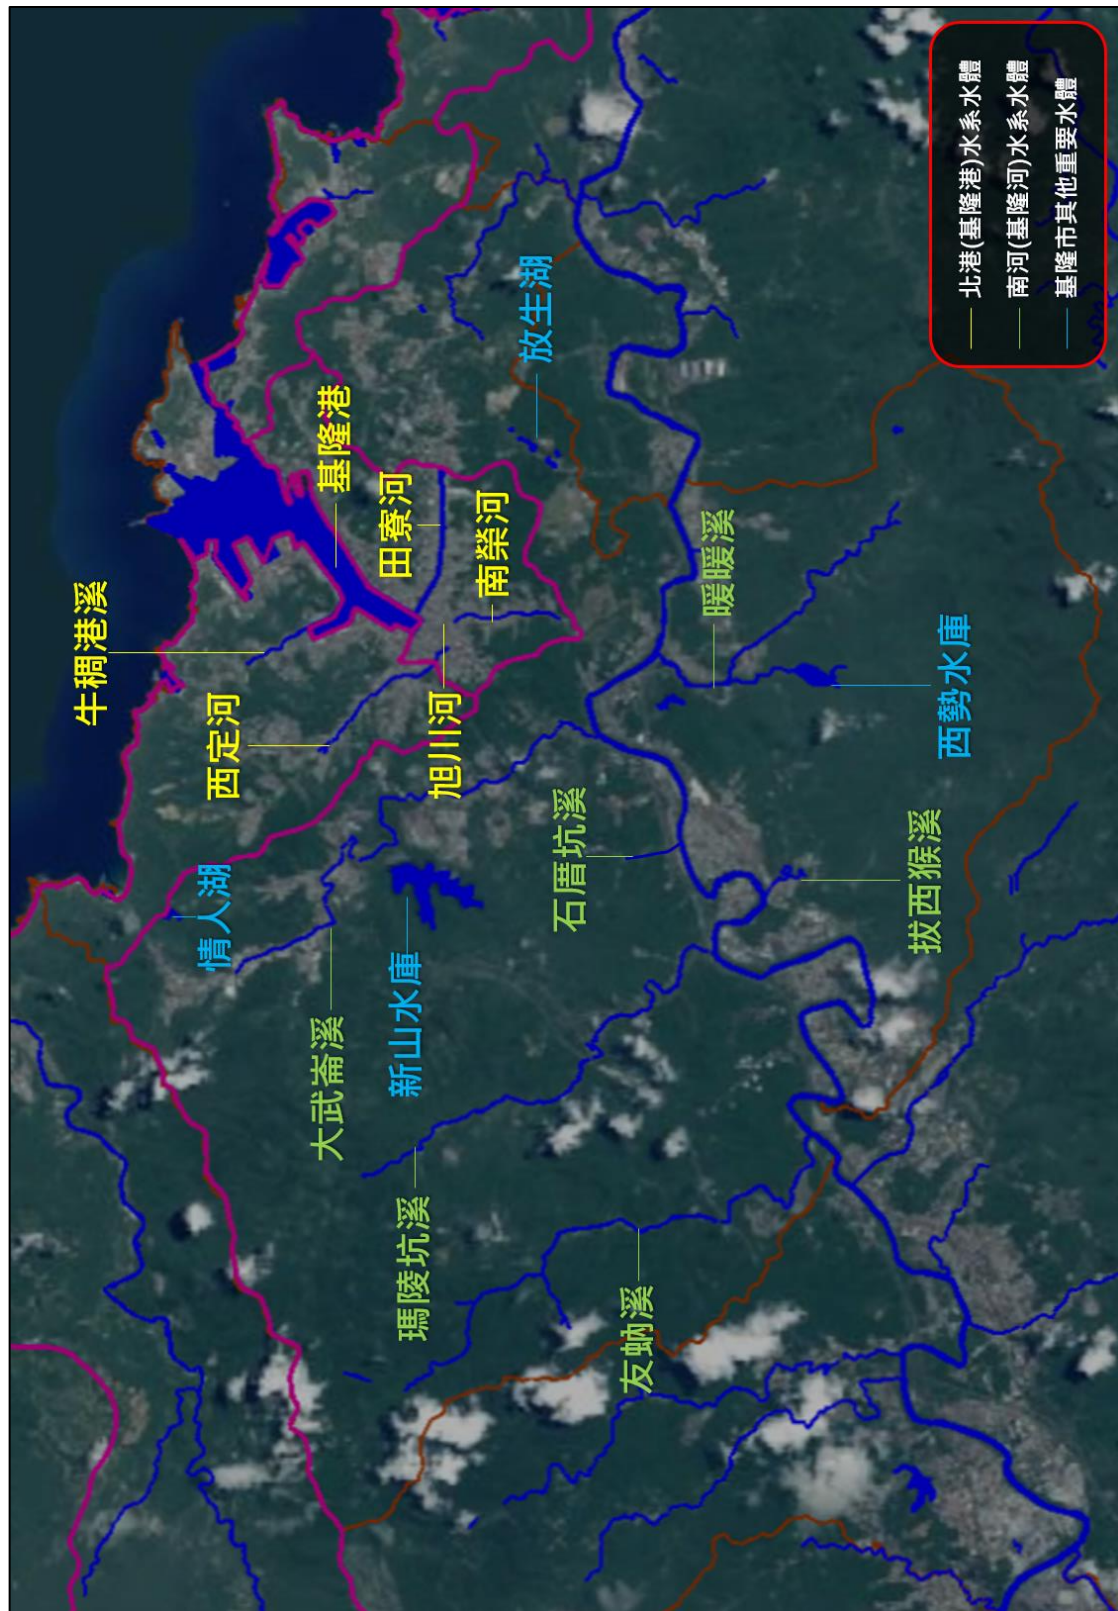 牛稠港溪
西定河
基隆港
田寮河
南榮河
旭川河
情人湖
大武崙溪
新山水庫
瑪陵坑溪
友蚋溪
石厝坑溪
拔西猴溪
暖暖溪
西勢水庫
放生湖
北港(基隆港)水系水體
南河(基隆河)水系水體
基隆市其他重要水體